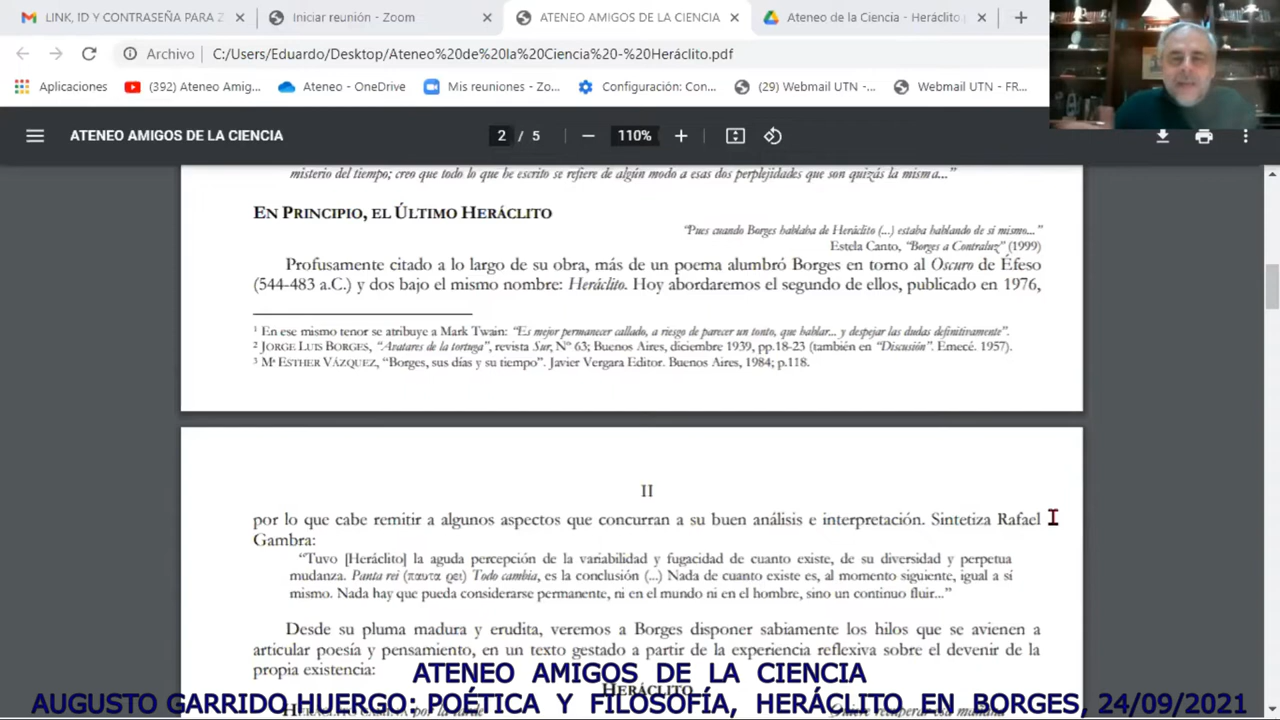 LINK, ID Y CONTRASEÑA PARA Z
Iniciar reunión - Zoom
ATENEO AMIGOS DE LA CIENCIA
Ateneo de la Ciencia - Heráclito
Archivo
C:/Users/Eduardo/Desktop/Ateneo%20de%20la%20Ciencia%20-%20Heráclito.pdf
Aplicaciones
(392) Ateneo Amig...
Ateneo - OneDrive
Mis reuniones - Zo...
Configuración: Con...
(29) Webmail UTN -...
Webmail UTN - FR...
ATENEO AMIGOS DE LA CIENCIA
2 / 5
110%
misterio del tiempo; creo que todo lo que he escrito se refiere de algún modo a esas dos perplejidades que son quizás la misma..."
EN PRINCIPIO, EL ÚLTIMO HERÁCLITO
"Pues cuando Borges hablaba de Heráclito (...) estaba hablando de sí mismo..."
Estela Canto, "Borges a Contraluz" (1999)
Profusamente citado a lo largo de su obra, más de un poema alumbró Borges en torno al Oscuro de Éfeso
(544-483 a.C.) y dos bajo el mismo nombre: Heráclito. Hoy abordaremos el segundo de ellos, publicado en 1976,
¹ En ese mismo tenor se atribuye a Mark Twain: "Es mejor permanecer callado, a riesgo de parecer un tonto, que hablar... y despejar las dudas definitivamente".
² JORGE LUIS BORGES, "Avatares de la tortuga", revista Sur, Nº 63; Buenos Aires, diciembre 1939, pp.18-23 (también en "Discusión". Emecé. 1957).
³ Mª ESTHER VÁZQUEZ, "Borges, sus días y su tiempo". Javier Vergara Editor. Buenos Aires, 1984; p.118.
II
por lo que cabe remitir a algunos aspectos que concurran a su buen análisis e interpretación. Sintetiza Rafael
Gambra:
"Tuvo [Heráclito] la aguda percepción de la variabilidad y fugacidad de cuanto existe, de su diversidad y perpetua
mudanza. Panta rei (παυτα ρει) Todo cambia, es la conclusión (...) Nada de cuanto existe es, al momento siguiente, igual a sí
mismo. Nada hay que pueda considerarse permanente, ni en el mundo ni en el hombre, sino un continuo fluir..."
Desde su pluma madura y erudita, veremos a Borges disponer sabiamente los hilos que se avienen a
articular poesía y pensamiento, en un texto gestado a partir de la experiencia reflexiva sobre el devenir de la
propia existencia:
HERÁCLITO
ATENEO AMIGOS DE LA CIENCIA
AUGUSTO GARRIDO HUERGO: POÉTICA Y FILOSOFÍA, HERÁCLITO EN BORGES, 24/09/2021